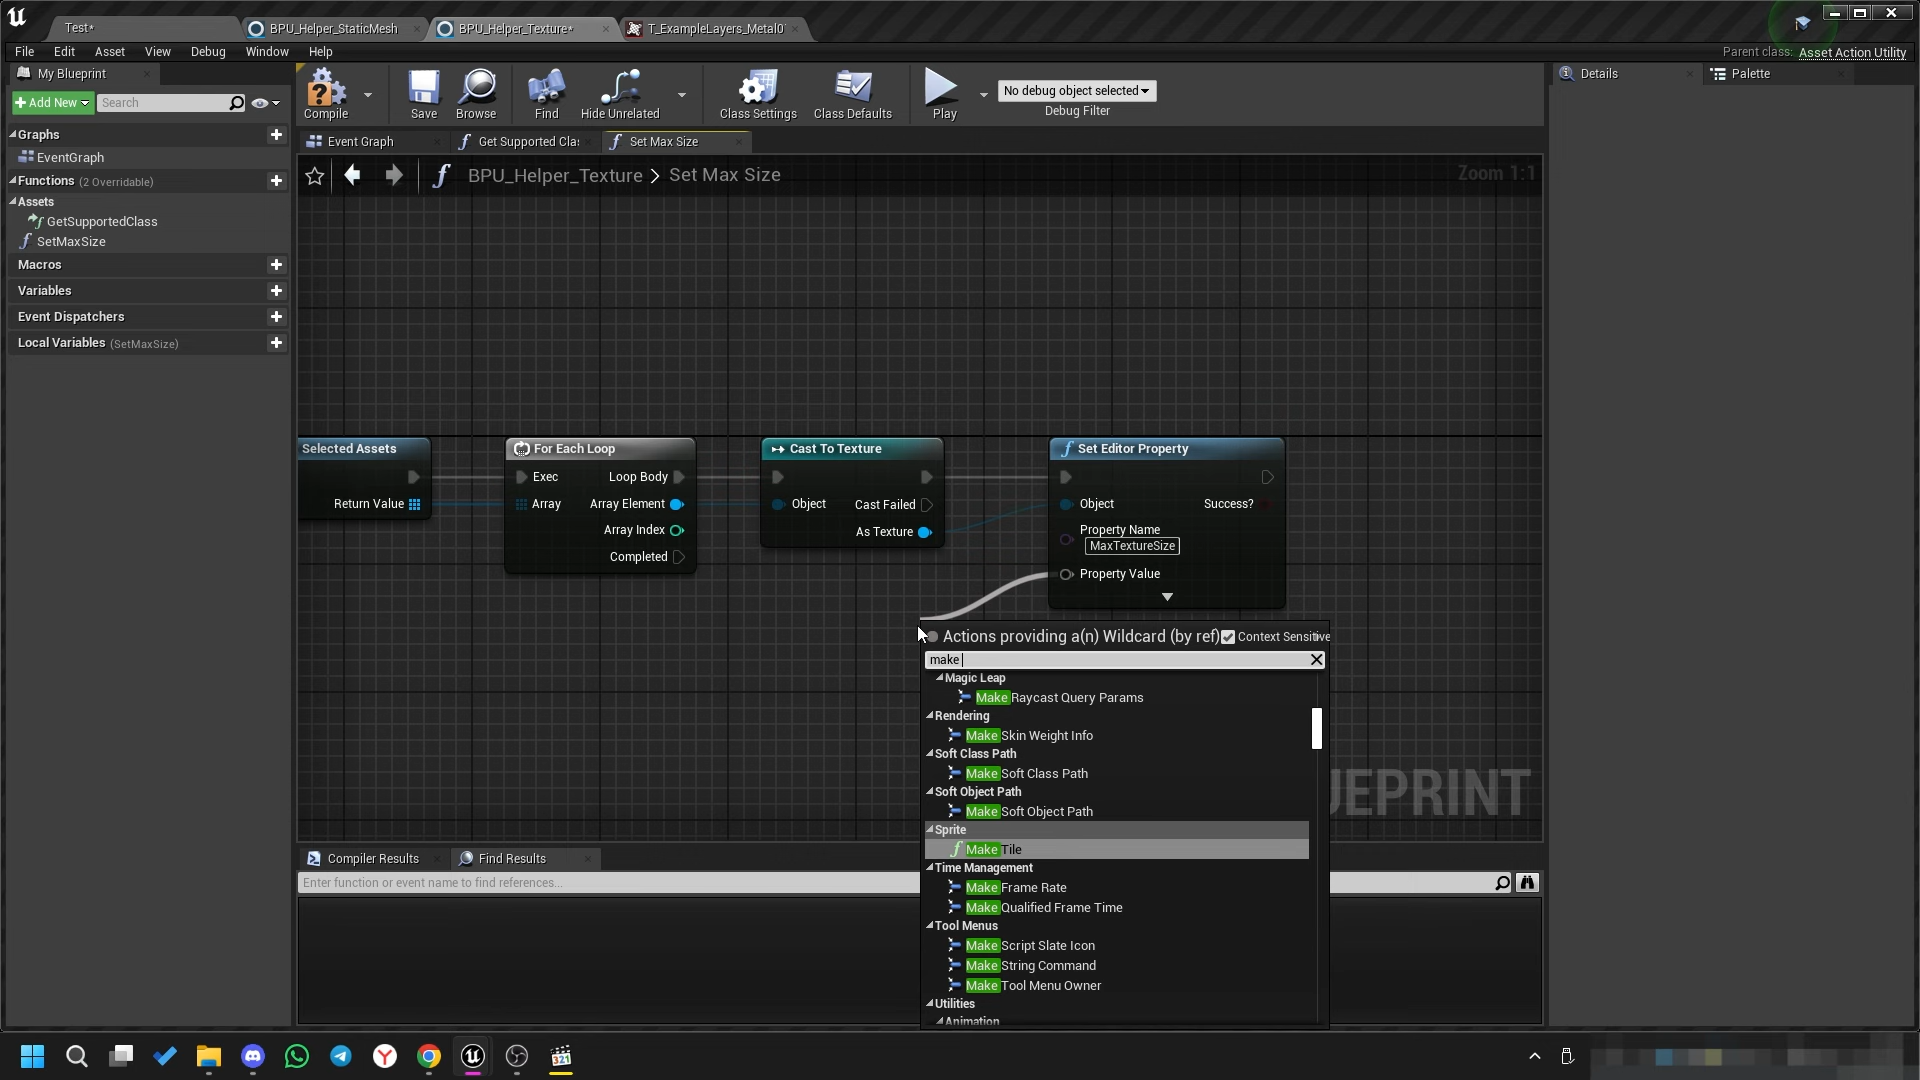 Test*
BPU_Helper_StaticMesh
BPU_Helper_Texture*
T_ExampleLayers_Metal0
File Edit Asset View Debug Window Help
Parent class: Asset Action Utility
My Blueprint
Details
Palette
Add New
Search
Compile
Save
Browse
Find
Hide Unrelated
Class Settings
Class Defaults
Play
No debug object selected
Debug Filter
Graphs
EventGraph
Functions (2 Overridable)
Assets
GetSupportedClass
SetMaxSize
Macros
Variables
Event Dispatchers
Local Variables (SetMaxSize)
Event Graph
Get Supported Clas
Set Max Size
BPU_Helper_Texture > Set Max Size
Zoom 1:1
Selected Assets
Return Value
For Each Loop
Exec
Loop Body
Array
Array Element
Array Index
Completed
Cast To Texture
Object
Cast Failed
As Texture
Set Editor Property
Object
Success?
Property Name
MaxTextureSize
Property Value
Actions providing a(n) Wildcard (by ref)
Context Sensitive
make
Magic Leap
Make Raycast Query Params
Rendering
Make Skin Weight Info
Soft Class Path
Make Soft Class Path
Soft Object Path
Make Soft Object Path
Sprite
Make Tile
Time Management
Make Frame Rate
Make Qualified Frame Time
Tool Menus
Make Script Slate Icon
Make String Command
Make Tool Menu Owner
Utilities
Animation
UEPRINT
Compiler Results
Find Results
Enter function or event name to find references...
321